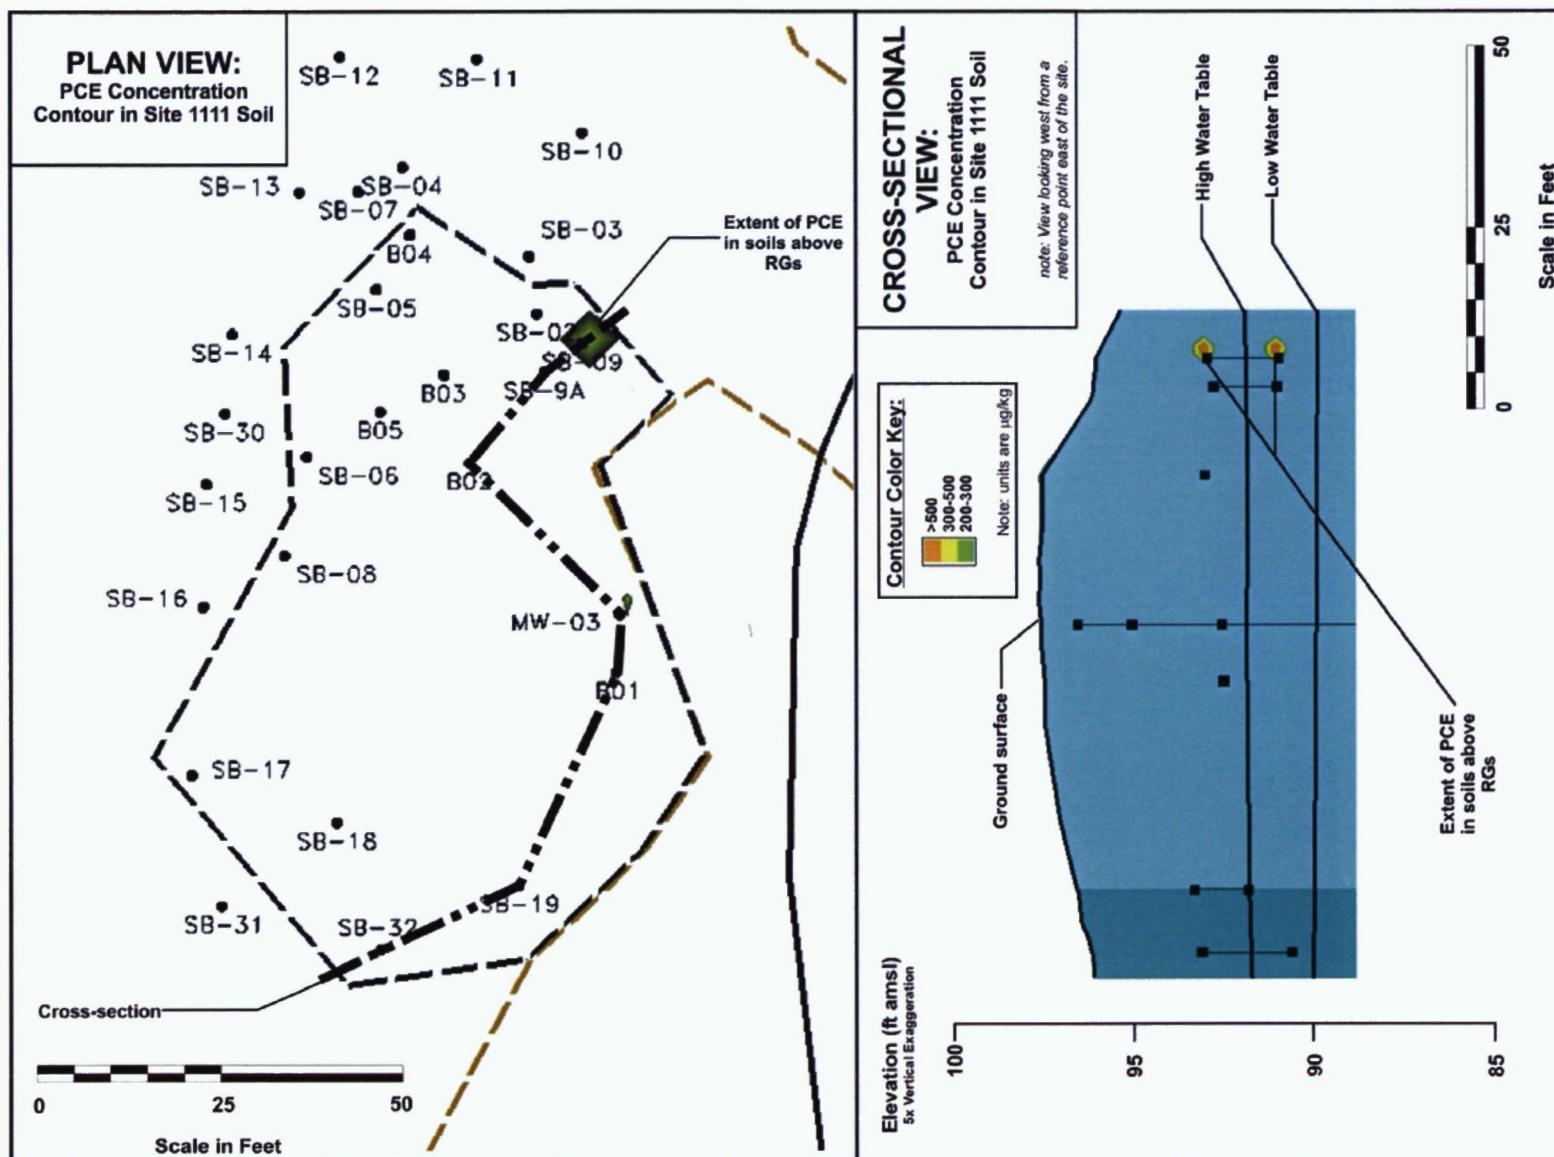 PLAN VIEW:
PCE Concentration
Contour in Site 1111 Soil
SB-12
SB-11
SB-10
SB-13
SB-04
SB-07
B04
SB-03
Extent of PCE
in soils above
RGs
SB-05
SB-02
SB-14
SB-09
SB-9A
B03
SB-30
B05
SB-06
B02
SB-15
SB-08
SB-16
MW-03
B01
SB-17
SB-18
SB-19
SB-31
SB-32
Cross-section
0
25
50
Scale in Feet
CROSS-SECTIONAL
VIEW:
PCE Concentration
Contour in Site 1111 Soil
note: View looking west from a
reference point east of the site.
High Water Table
Low Water Table
50
25
0
Scale in Feet
Contour Color Key:
>500
300-500
200-300
Note: units are µg/kg
Ground surface
Extent of PCE
in soils above
RGs
Elevation (ft amsl)
5x Vertical Exaggeration
100
95
90
85